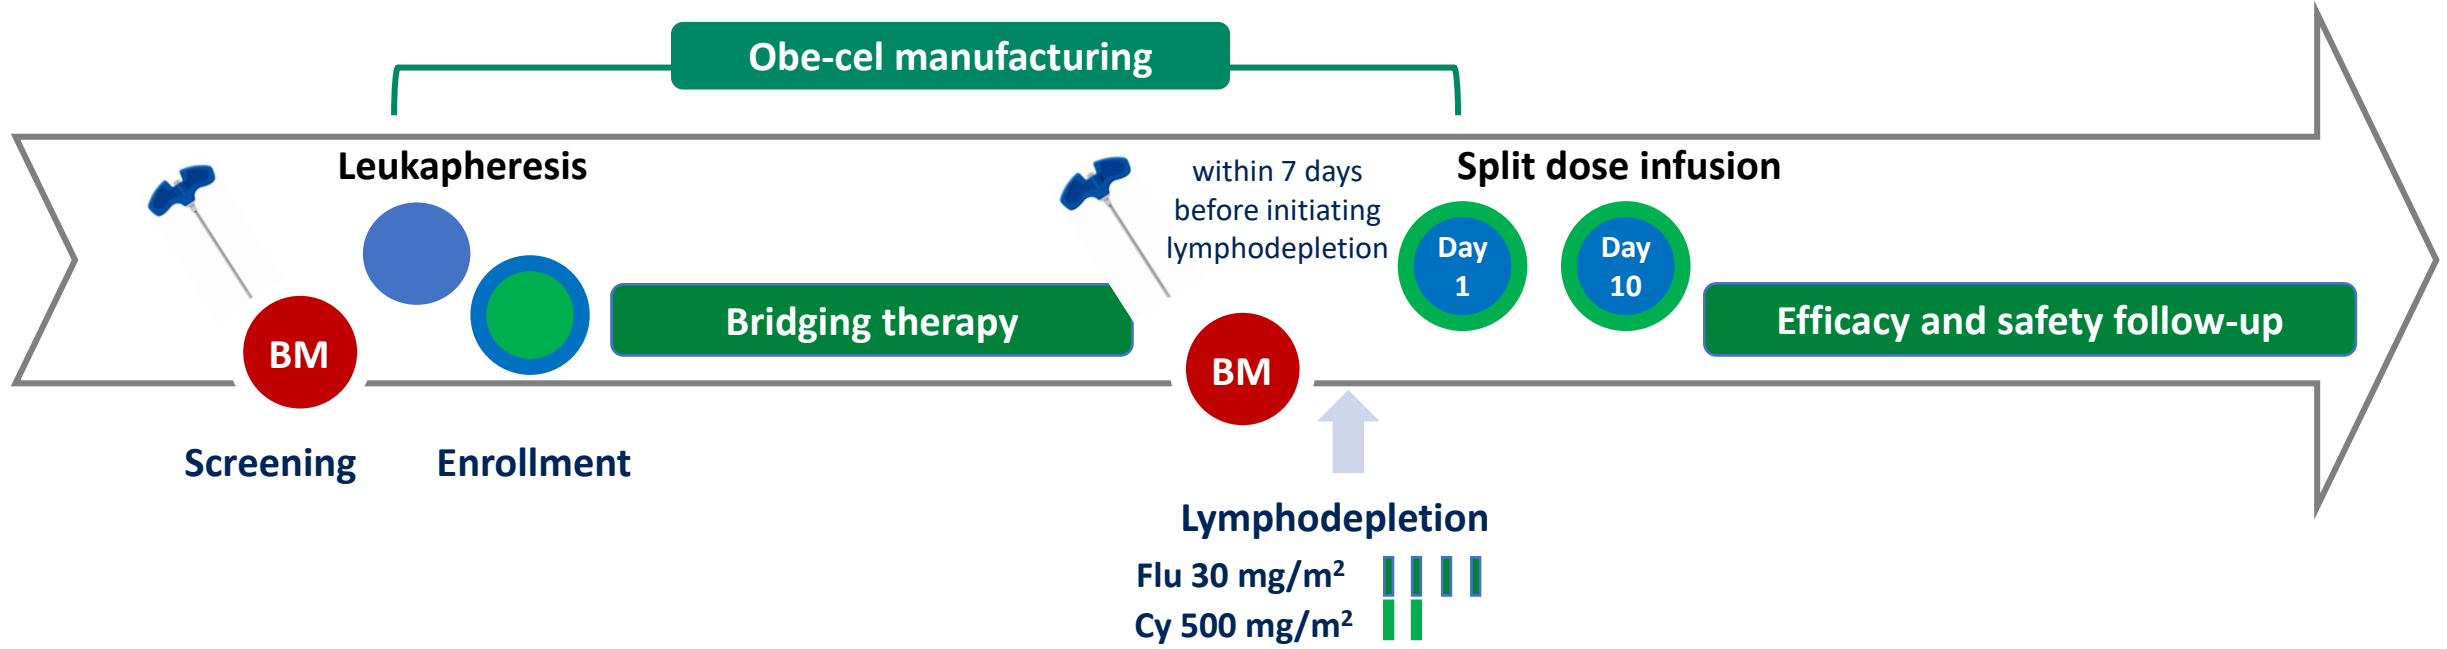 Obe-cel manufacturing
Leukapheresis
within 7 days
before initiating
lymphodepletion
Split dose infusion
Day
1
Day
10
Bridging therapy
Efficacy and safety follow-up
BM
BM
Screening
Enrollment
Lymphodepletion
Flu 30 mg/m²
Cy 500 mg/m²